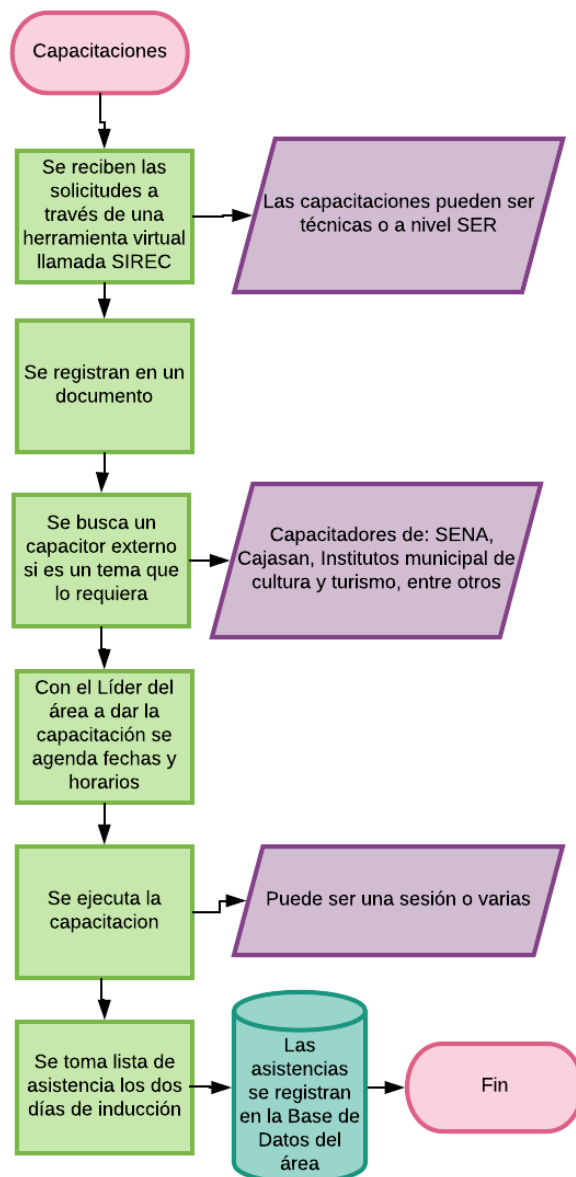 Capacitaciones
Se reciben las
solicitudes a
través de una
herramienta virtual
llamada SIREC
Las capacitaciones pueden ser
técnicas o a nivel SER
Se registran en un
documento
Se busca un
capacitor externo
si es un tema que
lo requiera
Capacitadores de: SENA,
Cajasan, Institutos municipal de
cultura y turismo, entre otros
Con el Líder del
área a dar la
capacitación se
agenda fechas y
horarios
Se ejecuta la
capacitacion
Puede ser una sesión o varias
Se toma lista de
asistencia los dos
días de inducción
Las
asistencias
se registran
en la Base de
Datos del
área
Fin